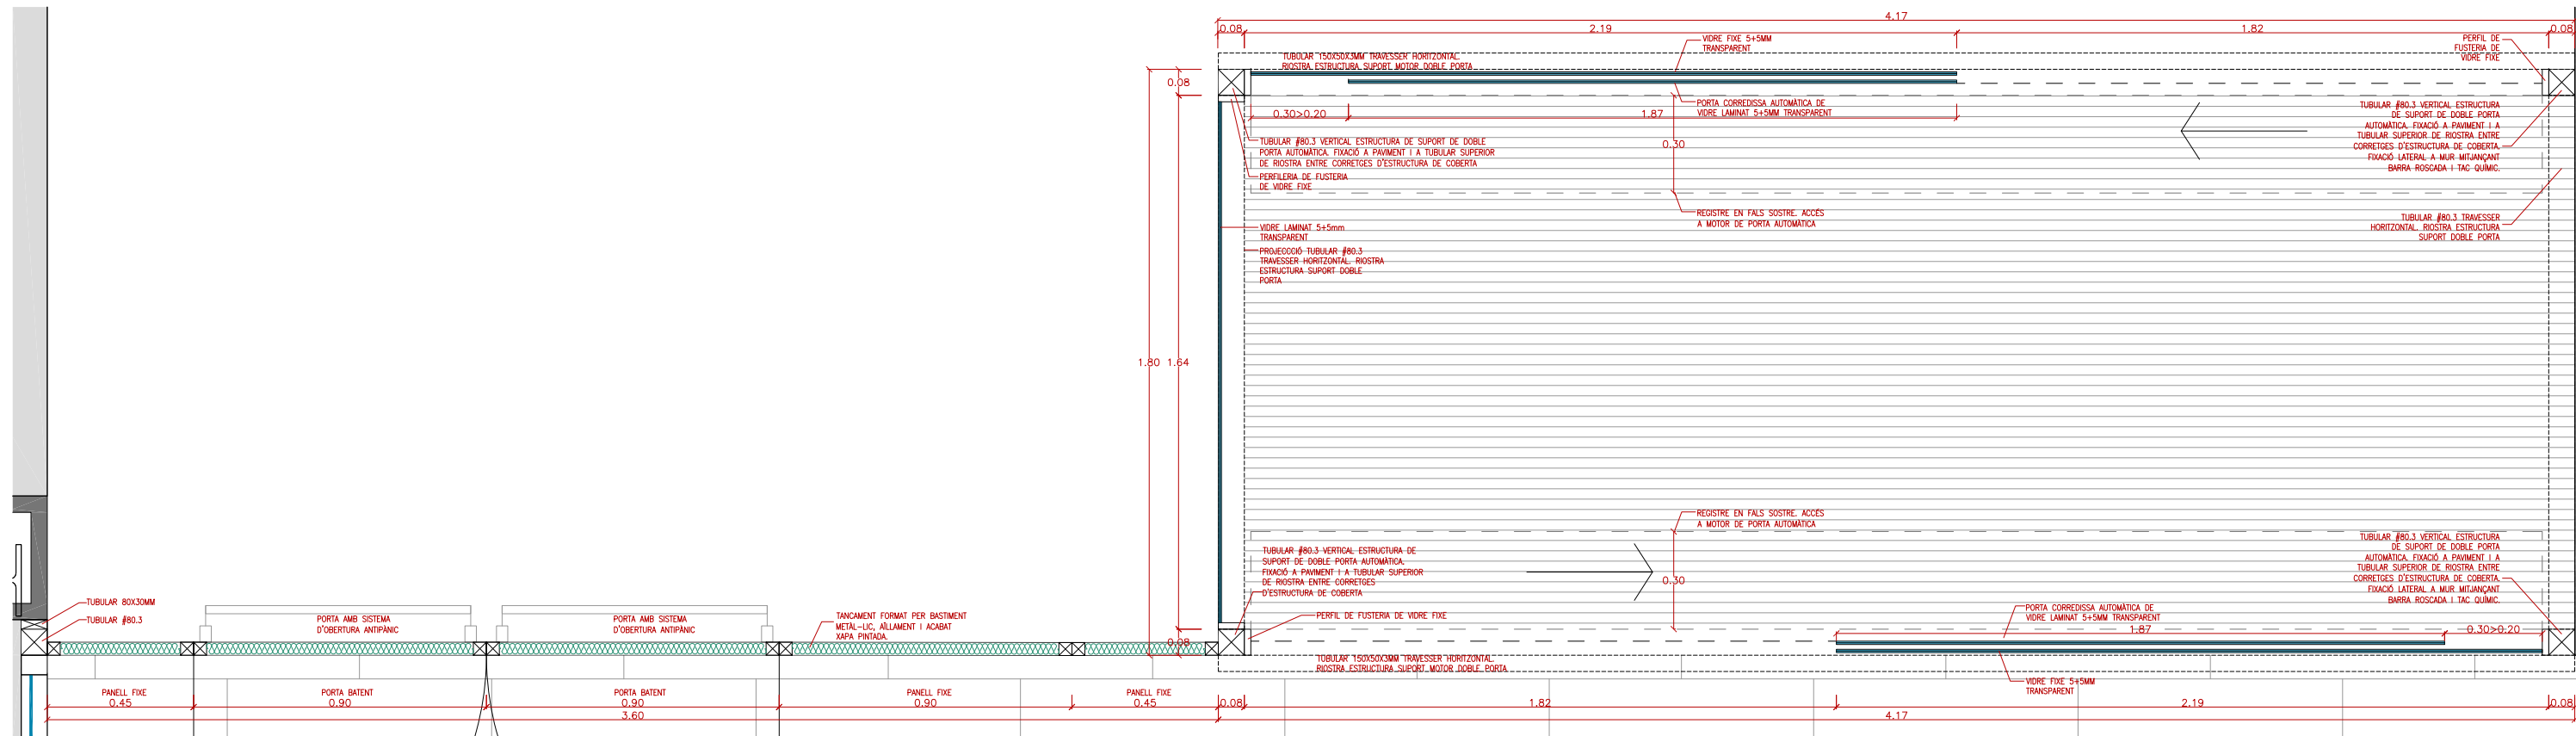 4.17
0.08
2.19
1.82
0.08
VIDRE FIXE 5+5MM
TRANSPARENT
PERFIL DE
FUSTERIA DE
VIDRE FIXE
TUBULAR 150X50X3MM TRAVESSER HORITZONTAL.
RIOSTRA ESTRUCTURA SUPORT MOTOR DOBLE PORTA
0.08
0.30>0.20
1.87
PORTA CORREDISSA AUTOMÀTICA DE
VIDRE LAMINAT 5+5MM TRANSPARENT
TUBULAR #80.3 VERTICAL ESTRUCTURA
DE SUPORT DE DOBLE PORTA
AUTOMÀTICA. FIXACIÓ A PAVIMENT I A
TUBULAR SUPERIOR DE RIOSTRA ENTRE
CORRETGES D'ESTRUCTURA DE COBERTA.
FIXACIÓ LATERAL A MUR MITJANÇANT
BARRA ROSCADA I TAC QUÍMIC.
TUBULAR #80.3 VERTICAL ESTRUCTURA DE SUPORT DE DOBLE
PORTA AUTOMÀTICA. FIXACIÓ A PAVIMENT I A TUBULAR SUPERIOR
DE RIOSTRA ENTRE CORRETGES D'ESTRUCTURA DE COBERTA
0.30
PERFILERIA DE FUSTERIA
DE VIDRE FIXE
REGISTRE EN FALS SOSTRE. ACCÉS
A MOTOR DE PORTA AUTOMÀTICA
TUBULAR #80.3 TRAVESSER
HORITZONTAL. RIOSTRA ESTRUCTURA
SUPORT DOBLE PORTA
VIDRE LAMINAT 5+5mm
TRANSPARENT
PROJECCCIÓ TUBULAR #80.3
TRAVESSER HORITZONTAL. RIOSTRA
ESTRUCTURA SUPORT DOBLE
PORTA
1.80
1.64
REGISTRE EN FALS SOSTRE. ACCÉS
A MOTOR DE PORTA AUTOMÀTICA
TUBULAR #80.3 VERTICAL ESTRUCTURA DE
SUPORT DE DOBLE PORTA AUTOMÀTICA.
FIXACIÓ A PAVIMENT I A TUBULAR SUPERIOR
DE RIOSTRA ENTRE CORRETGES
D'ESTRUCTURA DE COBERTA
0.30
TUBULAR #80.3 VERTICAL ESTRUCTURA
DE SUPORT DE DOBLE PORTA
AUTOMÀTICA. FIXACIÓ A PAVIMENT I A
TUBULAR SUPERIOR DE RIOSTRA ENTRE
CORRETGES D'ESTRUCTURA DE COBERTA.
FIXACIÓ LATERAL A MUR MITJANÇANT
BARRA ROSCADA I TAC QUÍMIC.
TUBULAR 80X30MM
TUBULAR #80.3
PORTA AMB SISTEMA
D'OBERTURA ANTIPÀNIC
PORTA AMB SISTEMA
D'OBERTURA ANTIPÀNIC
TANCAMENT FORMAT PER BASTIMENT
METÀL-LIC, AÏLLAMENT I ACABAT
XAPA PINTADA.
PERFIL DE FUSTERIA DE VIDRE FIXE
PORTA CORREDISSA AUTOMÀTICA DE
VIDRE LAMINAT 5+5MM TRANSPARENT
1.87
0.30>0.20
0.08
TUBULAR 150X50X3MM TRAVESSER HORITZONTAL.
RIOSTRA ESTRUCTURA SUPORT MOTOR DOBLE PORTA
VIDRE FIXE 5+5MM
TRANSPARENT
PANELL FIXE
0.45
PORTA BATENT
0.90
PORTA BATENT
0.90
PANELL FIXE
0.90
PANELL FIXE
0.45
0.08
1.82
2.19
0.08
3.60
4.17